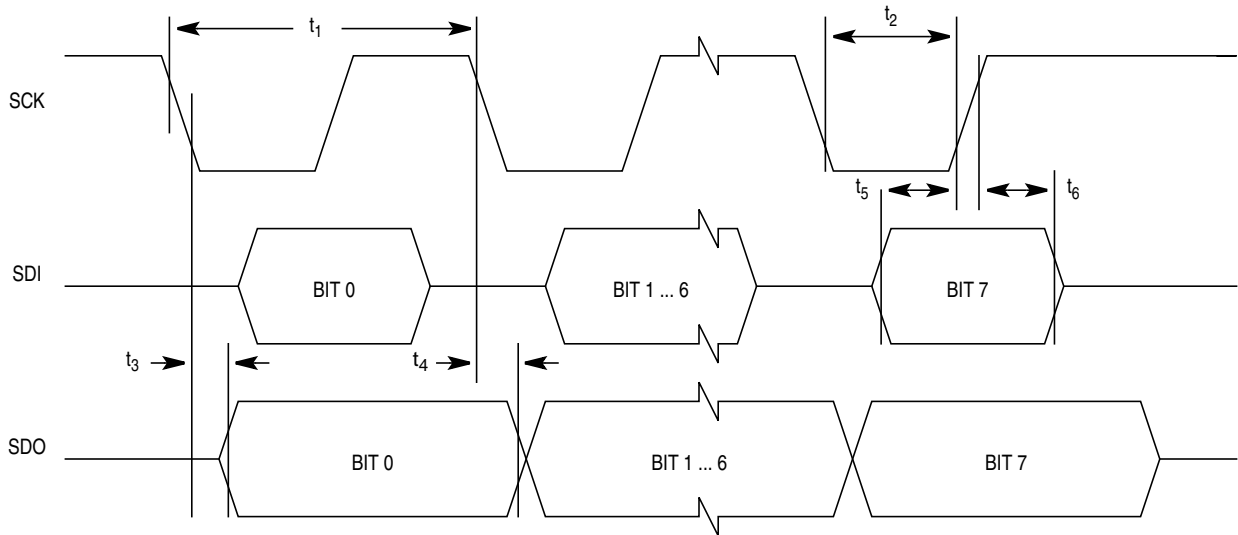 t1
t2
SCK
t5
t6
SDI
BIT 0
BIT 1 ... 6
BIT 7
t3
t4
SDO
BIT 0
BIT 1 ... 6
BIT 7